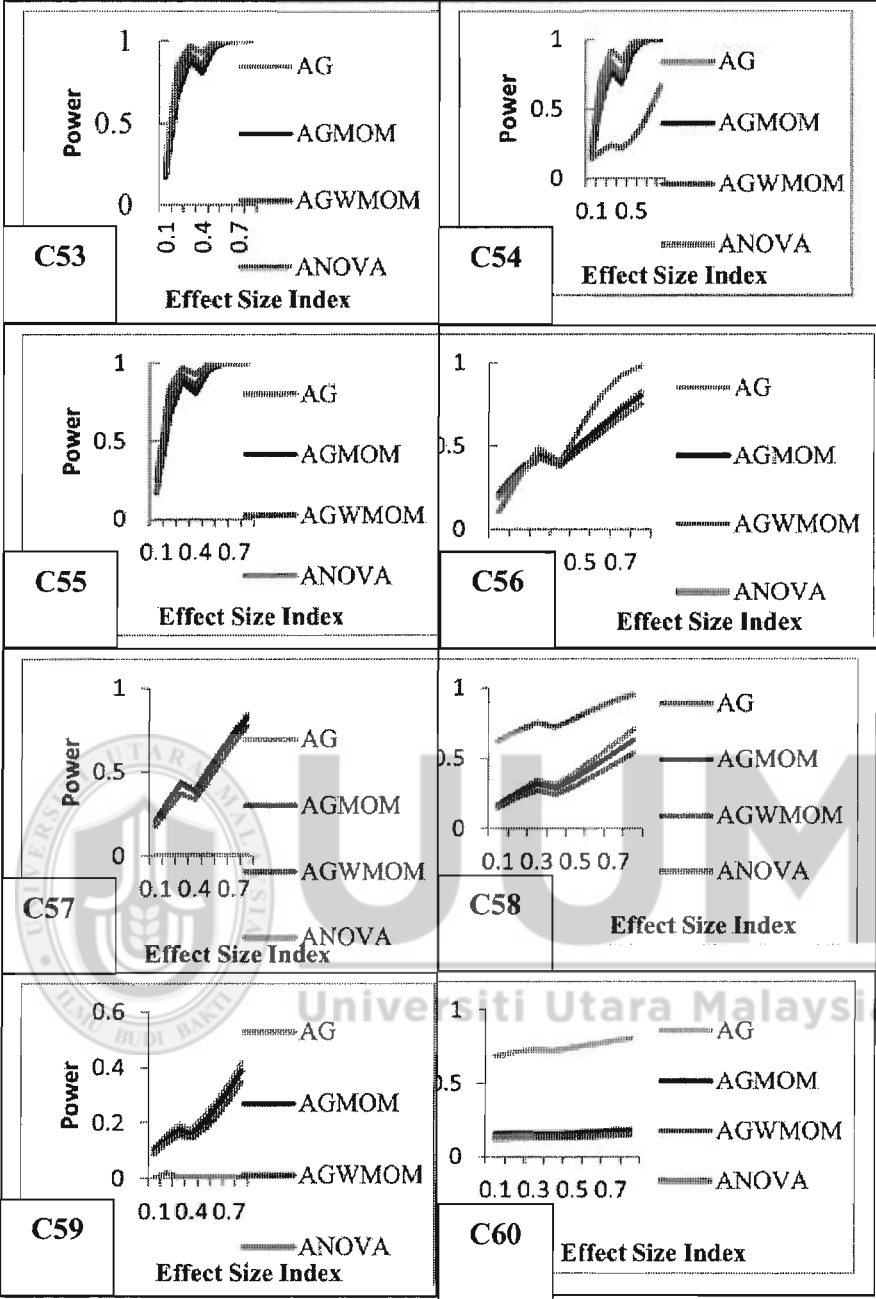 1
0.5
0
Power
AG
AGMOM
AGWMOM
ANOVA
0.1 0.4 0.7
Effect Size Index
C53
1
0.5
0
Power
AG
AGMOM
AGWMOM
ANOVA
0.1 0.5
Effect Size Index
C54
1
0.5
0
Power
AG
AGMOM
AGWMOM
ANOVA
0.1 0.4 0.7
Effect Size Index
C55
1
0.5
0
AG
AGMOM
AGWMOM
ANOVA
0.5 0.7
Effect Size Index
C56
1
0.5
0
Power
AG
AGMOM
AGWMOM
ANOVA
0.1 0.4 0.7
Effect Size Index
C57
1
0.5
0
AG
AGMOM
AGWMOM
ANOVA
0.1 0.3 0.5 0.7
Effect Size Index
C58
0.6
0.4
0.2
0
Power
AG
AGMOM
AGWMOM
ANOVA
0.1 0.4 0.7
Effect Size Index
C59
1
0.5
0
AG
AGMOM
AGWMOM
ANOVA
0.1 0.3 0.5 0.7
Effect Size Index
C60
UUM
Universiti Utara Malaysi
UNIVERSITI UTARA MALAYSIA
ILMU BUDI BAKTI